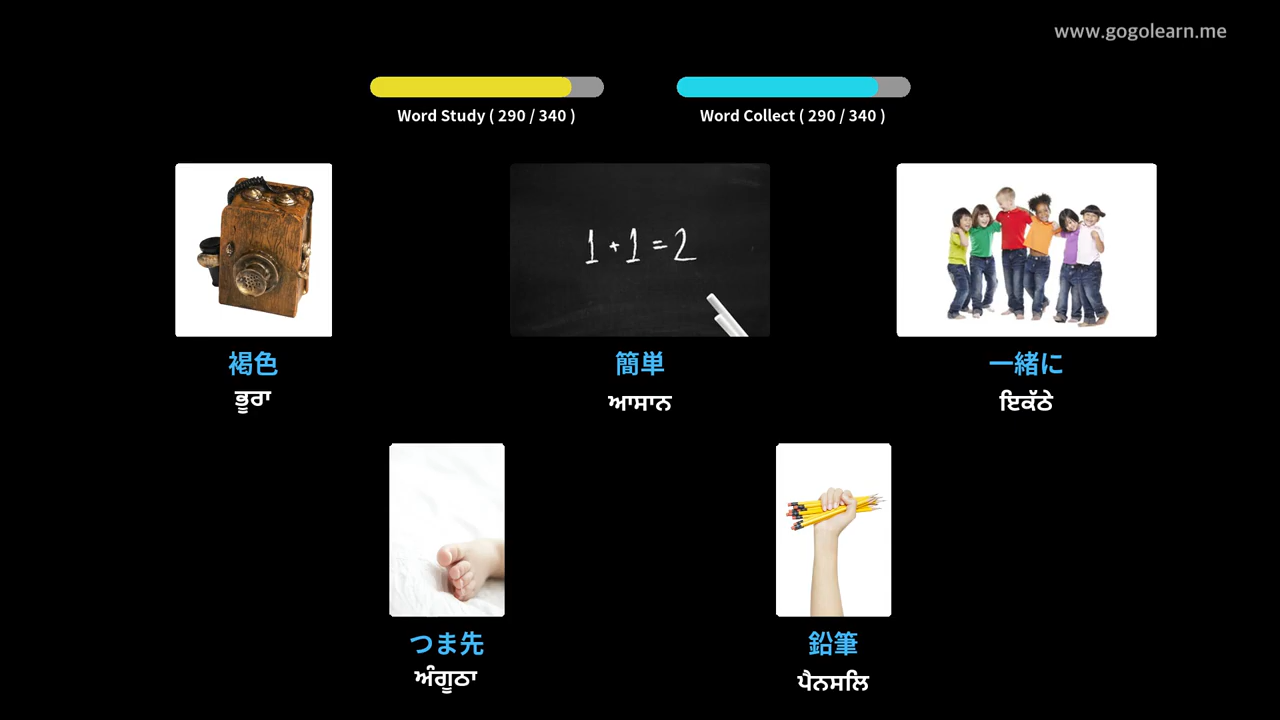 www.gogolearn.me
Word Study ( 290 / 340 )
Word Collect ( 290 / 340 )
1 + 1 = 2
褐色
ਭੂਰਾ
簡単
ਆਸਾਨ
一緒に
ਇਕੱਠੇ
つま先
ਅੰਗੂਠਾ
鉛筆
ਪੈਨਸਲਿ